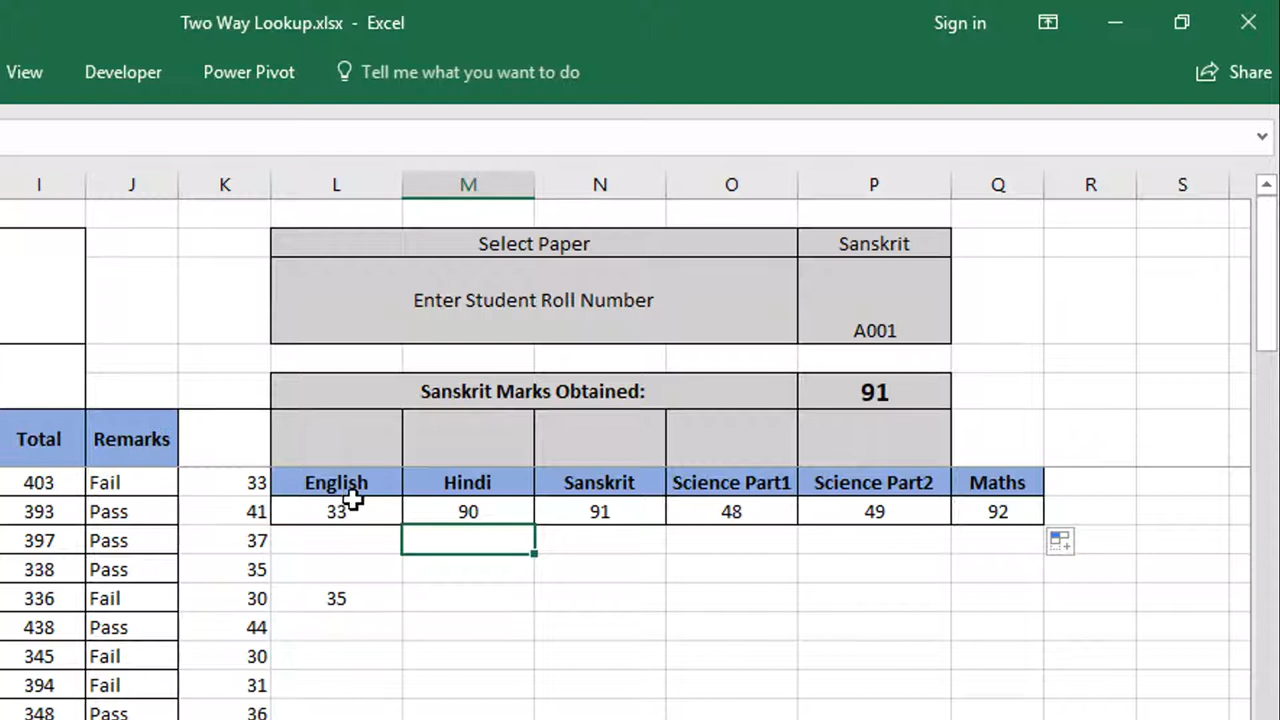 Two Way Lookup.xlsx - Excel
Sign in
View Developer Power Pivot Tell me what you want to do Share
I J K L M N O P Q R S
Select Paper Sanskrit
Enter Student Roll Number
A001
Sanskrit Marks Obtained: 91
Total Remarks
403 Fail 33 English Hindi Sanskrit Science Part1 Science Part2 Maths
393 Pass 41 33 90 91 48 49 92
397 Pass 37
338 Pass 35
336 Fail 30 35
438 Pass 44
345 Fail 30
394 Fail 31
348 Pass 36